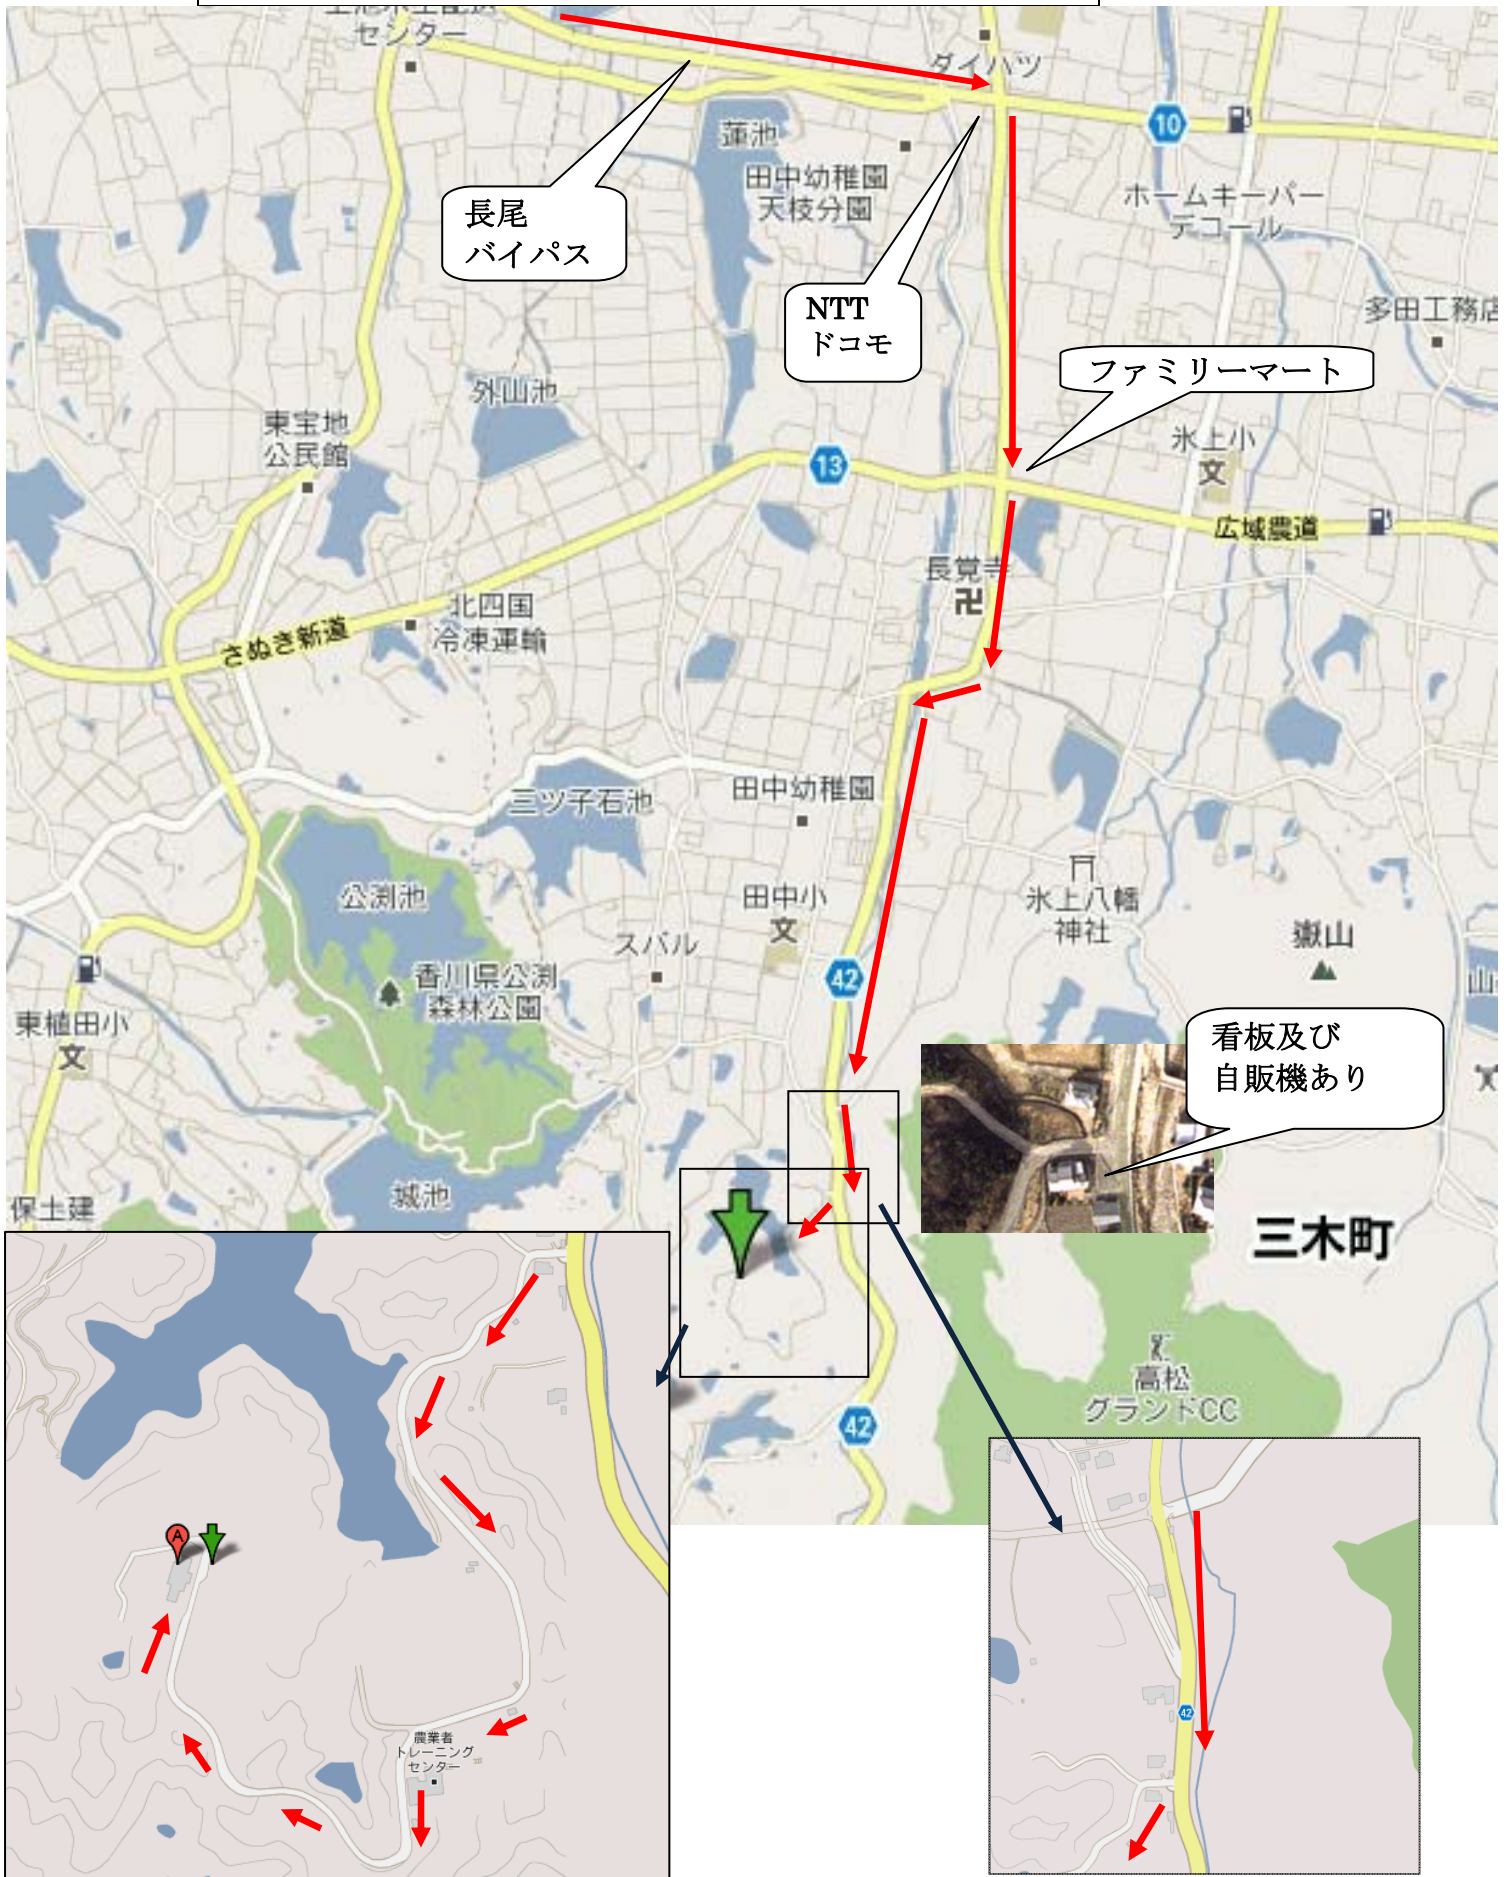 センター
ダイハツ
蓮池
10
田中幼稚園
天枝分園
ホームキーパー
デコール
長尾
バイパス
NTT
ドコモ
多田工務店
ファミリーマート
外山池
東宝地
公民館
13
氷上小
文
広域農道
長覚寺
北四国
冷凍運輸
さぬき新道
三ツ子石池
田中幼稚園
公渕池
田中小
文
氷上八幡
神社
嶽山
スバル
香川県公渕
森林公園
42
山
東植田小
文
看板及び
自販機あり
城池
保土建
三木町
高松
グランドCC
42
A
42
農業者
トレーニング
センター